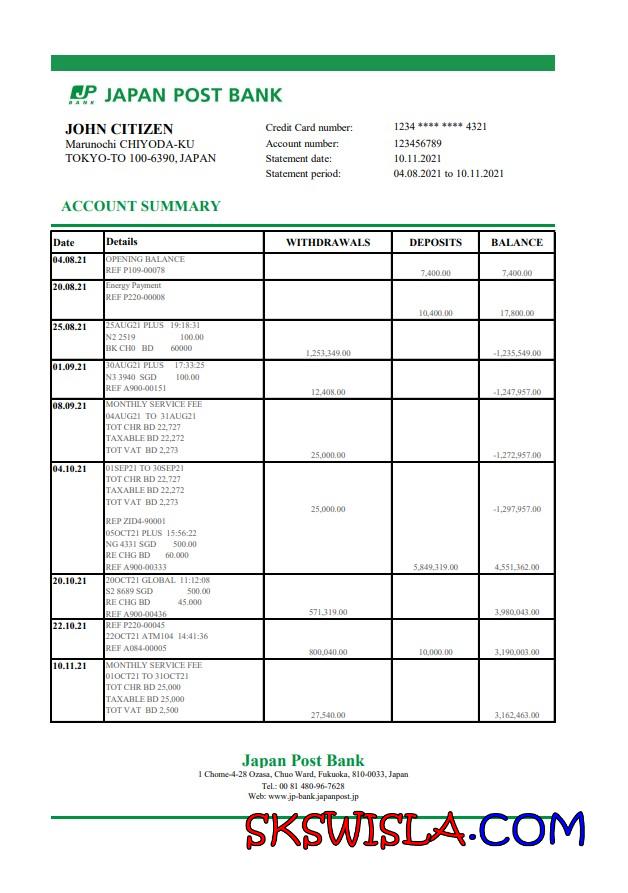 JP
BANK
JAPAN POST BANK
JOHN CITIZEN
Marunochi CHIYODA-KU
TOKYO-TO 100-6390, JAPAN
Credit Card number: 1234 **** **** 4321
Account number: 123456789
Statement date: 10.11.2021
Statement period: 04.08.2021 to 10.11.2021
ACCOUNT SUMMARY
Date Details WITHDRAWALS DEPOSITS BALANCE
04.08.21 OPENING BALANCE
REF P109-00078 7,400.00 7,400.00
20.08.21 Energy Payment
REF P220-00008
10,400.00 17,800.00
25.08.21 25AUG21 PLUS 19:18:31
N2 2519 100.00
BK CH0 BD 60000 1,253,349.00 -1,235,549.00
01.09.21 30AUG21 PLUS 17:33:25
N3 3940 SGD 100.00
REF A900-00151 12,408.00 -1,247,957.00
08.09.21 MONTHLY SERVICE FEE
04AUG21 TO 31AUG21
TOT CHR BD 22,727
TAXABLE BD 22,272
TOT VAT BD 2,273 25,000.00 -1,272,957.00
04.10.21 01SEP21 TO 30SEP21
TOT CHR BD 22,727
TAXABLE BD 22,272
TOT VAT BD 2,273 25,000.00 -1,297,957.00
REP ZID4-90001
05OCT21 PLUS 15:56:22
NG 4331 SGD 500.00
RE CHG BD 60.000
REF A900-00333 5,849,319.00 4,551,362.00
20.10.21 20OCT21 GLOBAL 11:12:08
S2 8689 SGD 500.00
RE CHG BD 45.000
REF A900-00436 571,319.00 3,980,043.00
22.10.21 REF P220-00045
22OCT21 ATM104 14:41:36
REF A084-00005 800,040.00 10,000.00 3,190,003.00
10.11.21 MONTHLY SERVICE FEE
01OCT21 TO 31OCT21
TOT CHR BD 25,000
TAXABLE BD 25,000
TOT VAT BD 2,500 27,540.00 3,162,463.00
Japan Post Bank
1 Chome-4-28 Ozasa, Chuo Ward, Fukuoka, 810-0033, Japan
Tel.: 00 81 480-96-7628
Web: www.jp-bank.japanpost.jp
SKSWISLA.COM